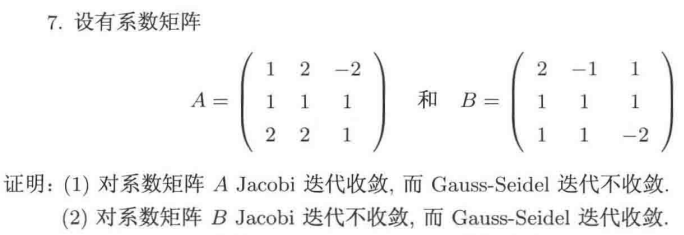 7. 设有系数矩阵
A = ( 1 2 −2 ; 1 1 1 ; 2 2 1 ) 和 B = ( 2 −1 1 ; 1 1 1 ; 1 1 −2 )
证明: (1) 对系数矩阵 A Jacobi 迭代收敛, 而 Gauss-Seidel 迭代不收敛.
(2) 对系数矩阵 B Jacobi 迭代不收敛, 而 Gauss-Seidel 迭代收敛.